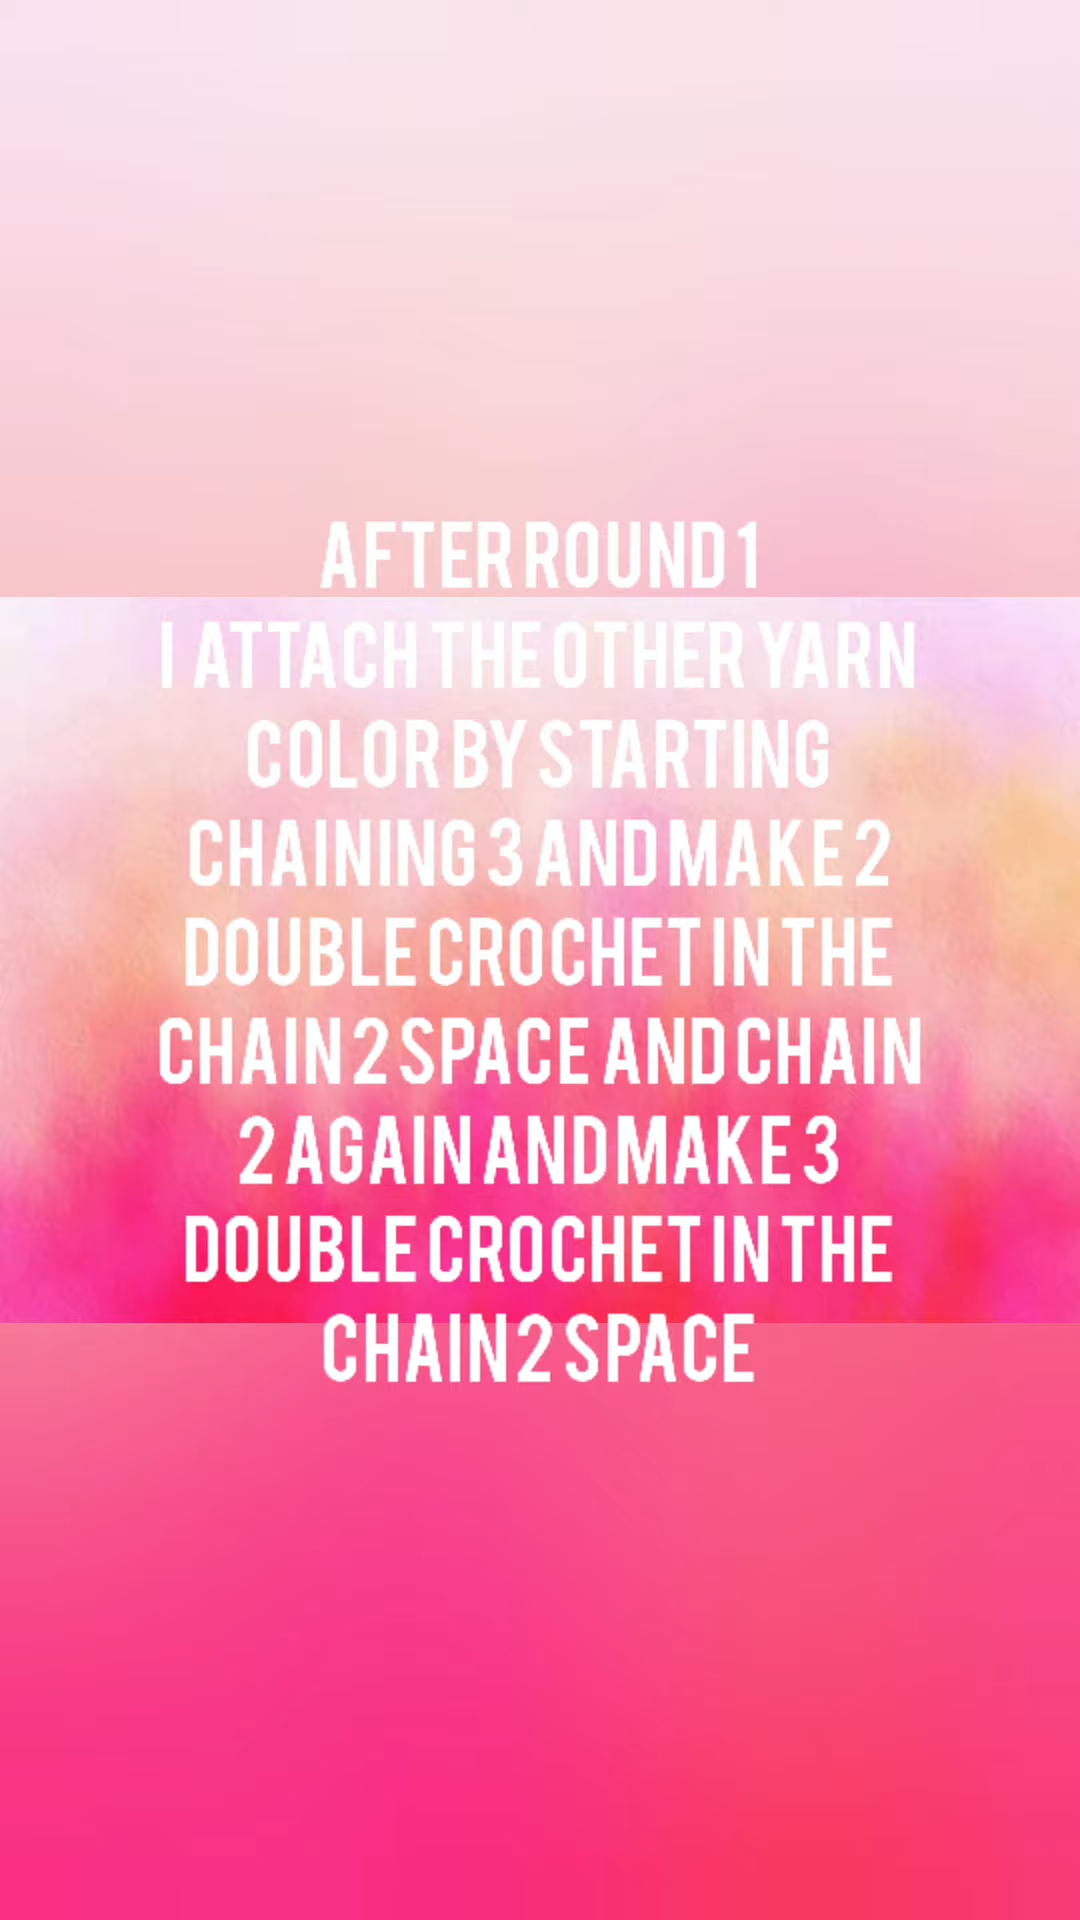 AFTER ROUND 1
I ATTACH THE OTHER YARN
COLOR BY STARTING
CHAINING 3 AND MAKE 2
DOUBLE CROCHET IN THE
CHAIN 2 SPACE AND CHAIN
2 AGAIN AND MAKE 3
DOUBLE CROCHET IN THE
CHAIN 2 SPACE